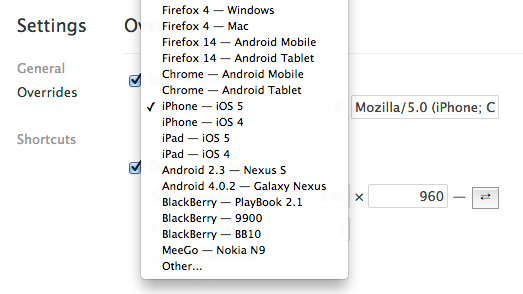 Settings
Ove
General
Overrides
Shortcuts
Firefox 4 — Windows
Firefox 4 — Mac
Firefox 14 — Android Mobile
Firefox 14 — Android Tablet
Chrome — Android Mobile
Chrome — Android Tablet
✓ iPhone — iOS 5
iPhone — iOS 4
iPad — iOS 5
iPad — iOS 4
Android 2.3 — Nexus S
Android 4.0.2 — Galaxy Nexus
BlackBerry — PlayBook 2.1
BlackBerry — 9900
BlackBerry — BB10
MeeGo — Nokia N9
Other...
Mozilla/5.0 (iPhone; C
× 960 — ⇄